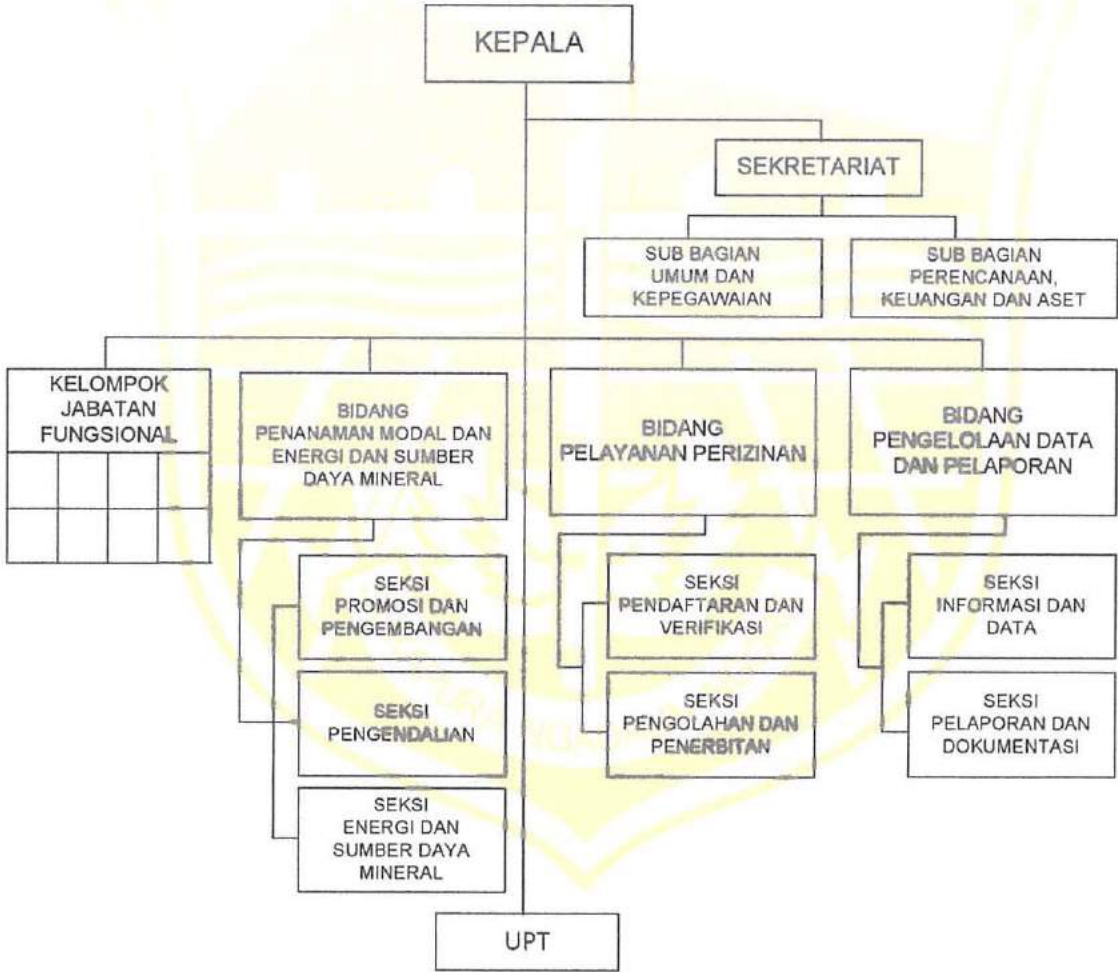 KEPALA
SEKRETARIAT
SUB BAGIAN
UMUM DAN
KEPEGAWAIAN
SUB BAGIAN
PERENCANAAN,
KEUANGAN DAN ASET
KELOMPOK
JABATAN
FUNGSIONAL
BIDANG
PENANAMAN MODAL DAN
ENERGI DAN SUMBER
DAYA MINERAL
BIDANG
PELAYANAN PERIZINAN
BIDANG
PENGELOLAAN DATA
DAN PELAPORAN
SEKSI
PROMOSI DAN
PENGEMBANGAN
SEKSI
PENGENDALIAN
SEKSI
ENERGI DAN
SUMBER DAYA
MINERAL
SEKSI
PENDAFTARAN DAN
VERIFIKASI
SEKSI
PENGOLAHAN DAN
PENERBITAN
SEKSI
INFORMASI DAN
DATA
SEKSI
PELAPORAN DAN
DOKUMENTASI
UPT